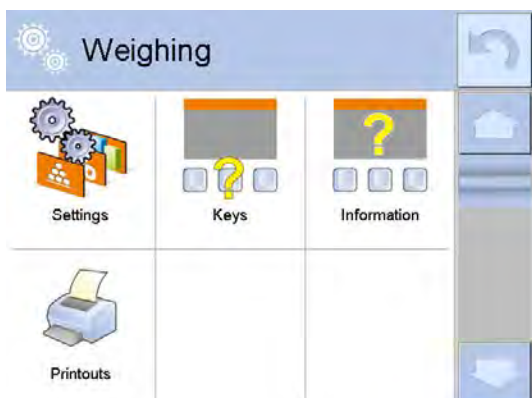 Weighing
Settings
Keys
Information
Printouts